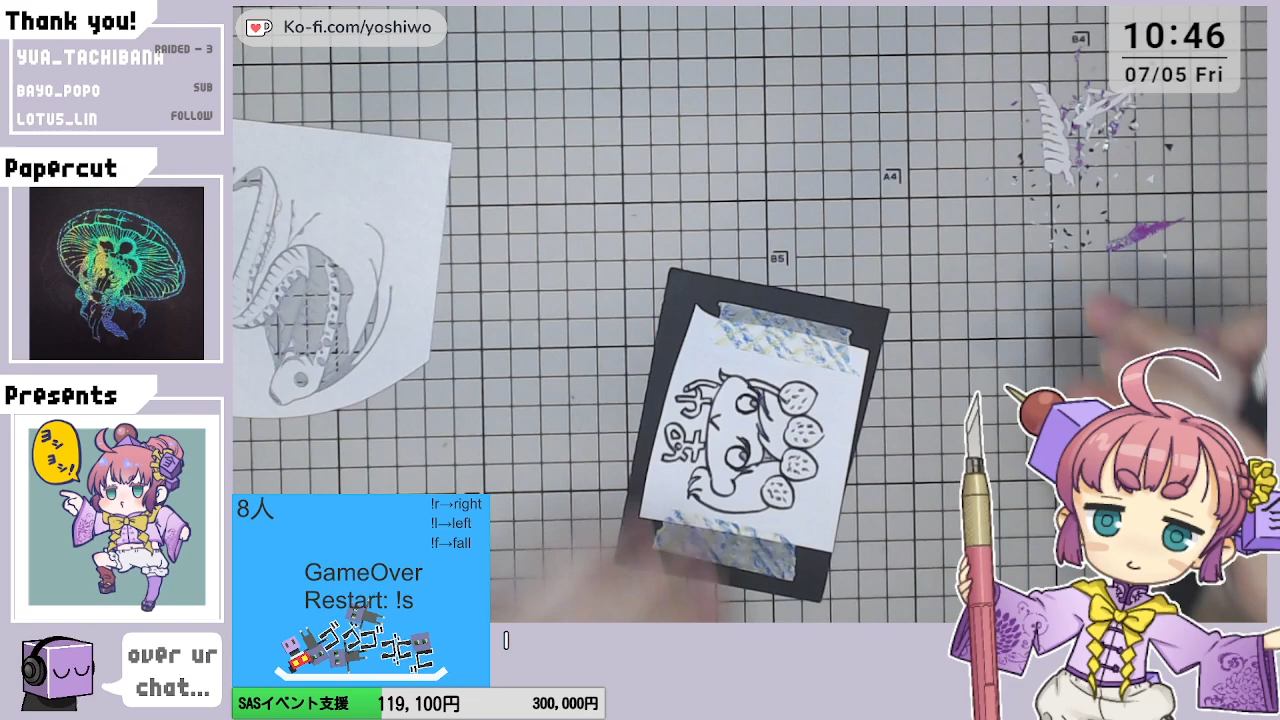 Thank you!
YUA_TACHIBANA RAIDED - 3
BAYO_POPO SUB
LOTU5_LIN FOLLOW
Papercut
Presents
ヨシ
ヨシ!
over ur
chat...
Ko-fi.com/yoshiwo
10:46
07/05 Fri
B4
A4
B5
8人
!r→right
!l→left
!f→fall
GameOver
Restart: !s
SASイベント支援 119,100円 300,000円